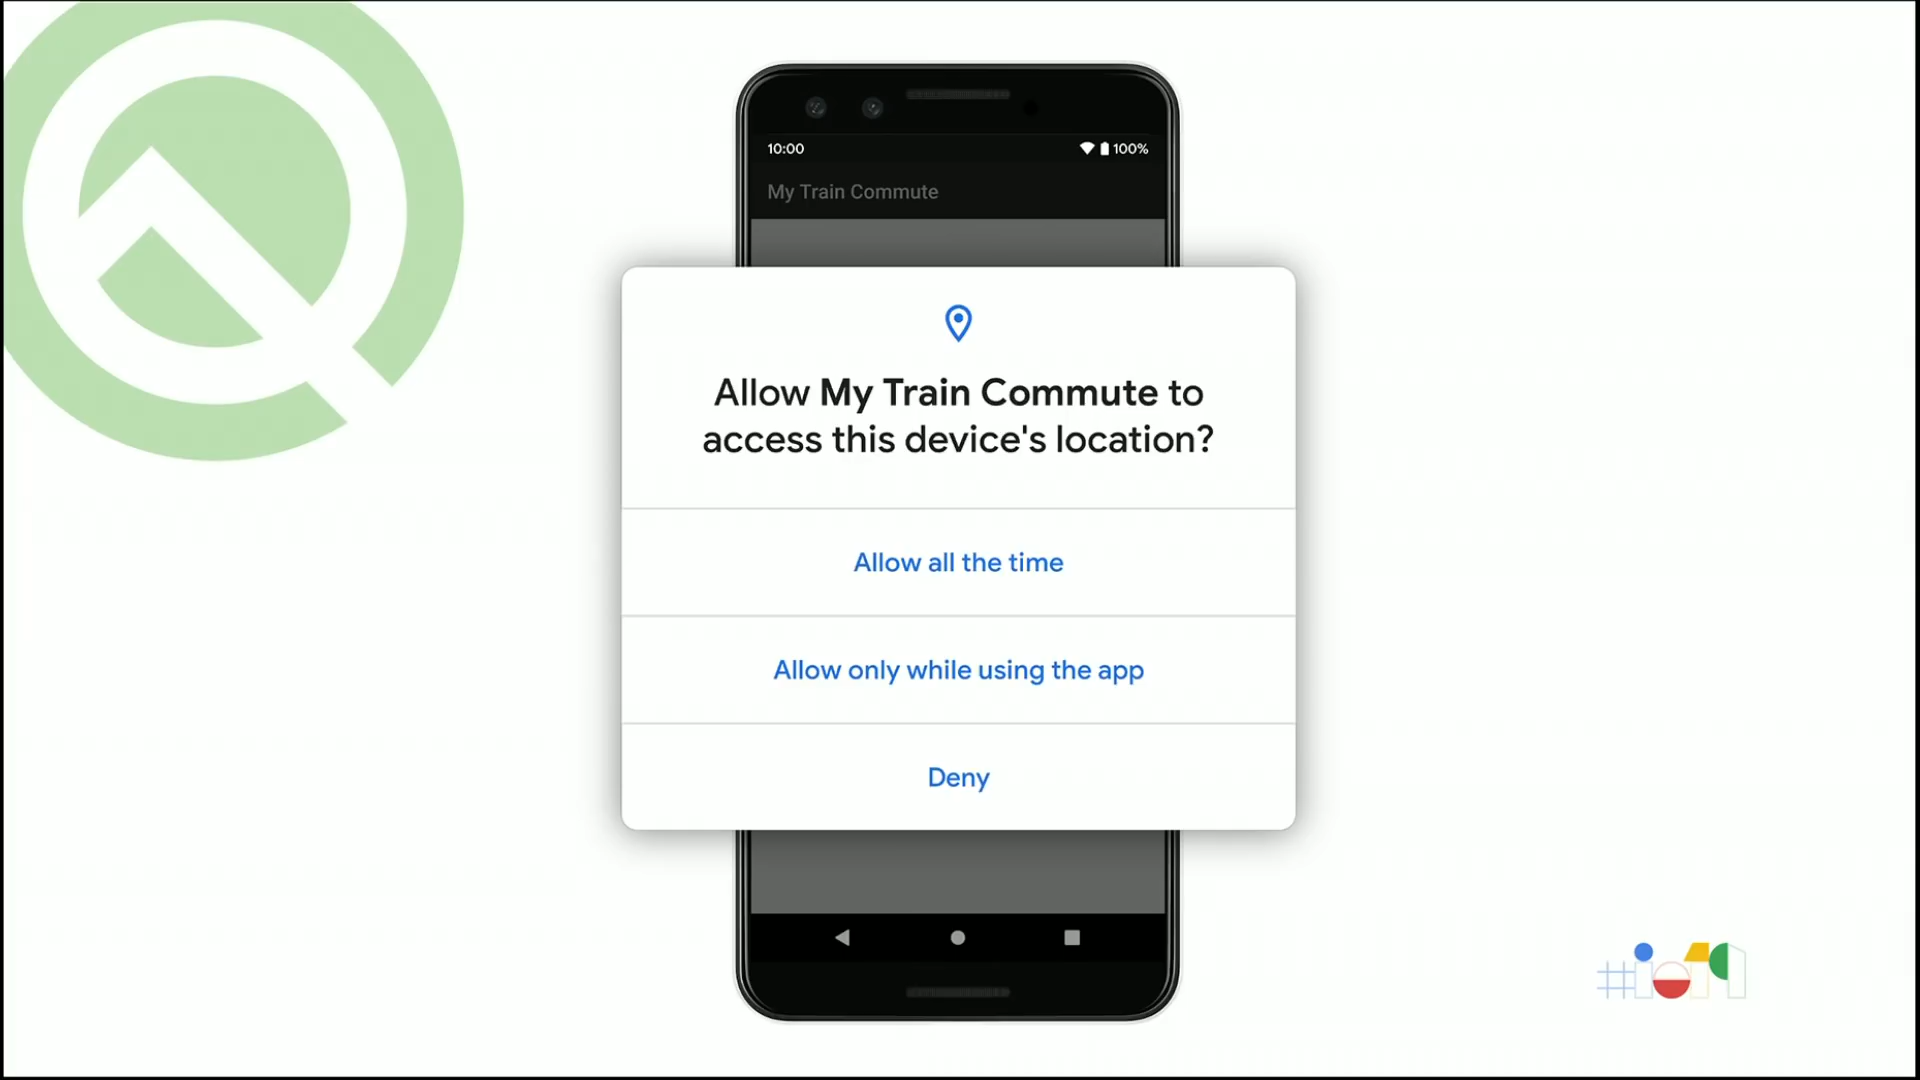 10:00
100%
My Train Commute
Allow My Train Commute to
access this device's location?
Allow all the time
Allow only while using the app
Deny
#io19